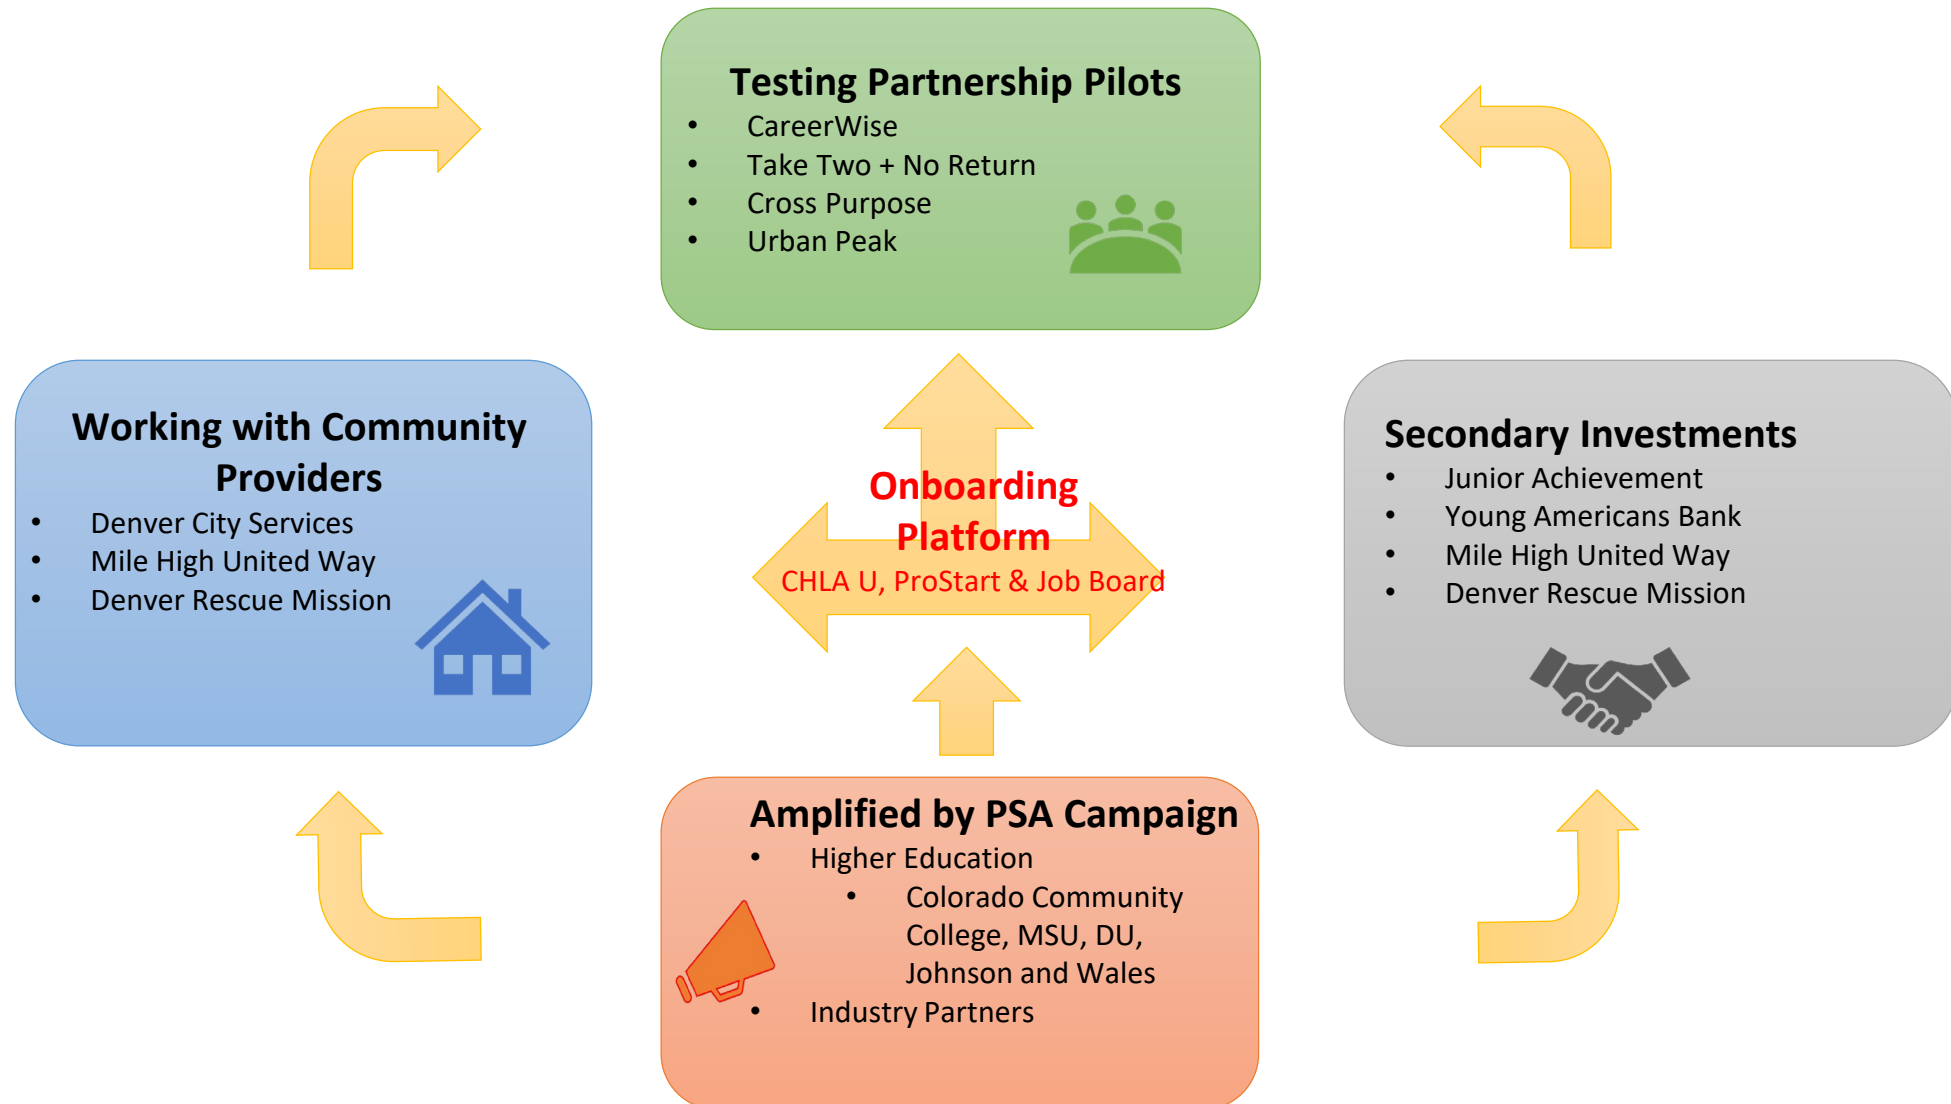 Testing Partnership Pilots
• CareerWise
• Take Two + No Return
• Cross Purpose
• Urban Peak
Working with Community
Providers
• Denver City Services
• Mile High United Way
• Denver Rescue Mission
Onboarding
Platform
CHLA U, ProStart & Job Board
Secondary Investments
• Junior Achievement
• Young Americans Bank
• Mile High United Way
• Denver Rescue Mission
Amplified by PSA Campaign
• Higher Education
• Colorado Community
College, MSU, DU,
Johnson and Wales
• Industry Partners